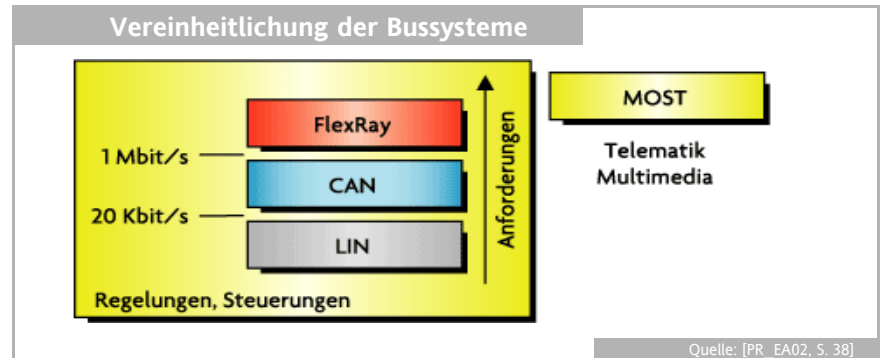 Vereinheitlichung der Bussysteme
FlexRay
1 Mbit/s
CAN
20 Kbit/s
LIN
Anforderungen
Regelungen, Steuerungen
MOST
Telematik
Multimedia
Quelle: [PR_EA02, S. 38]